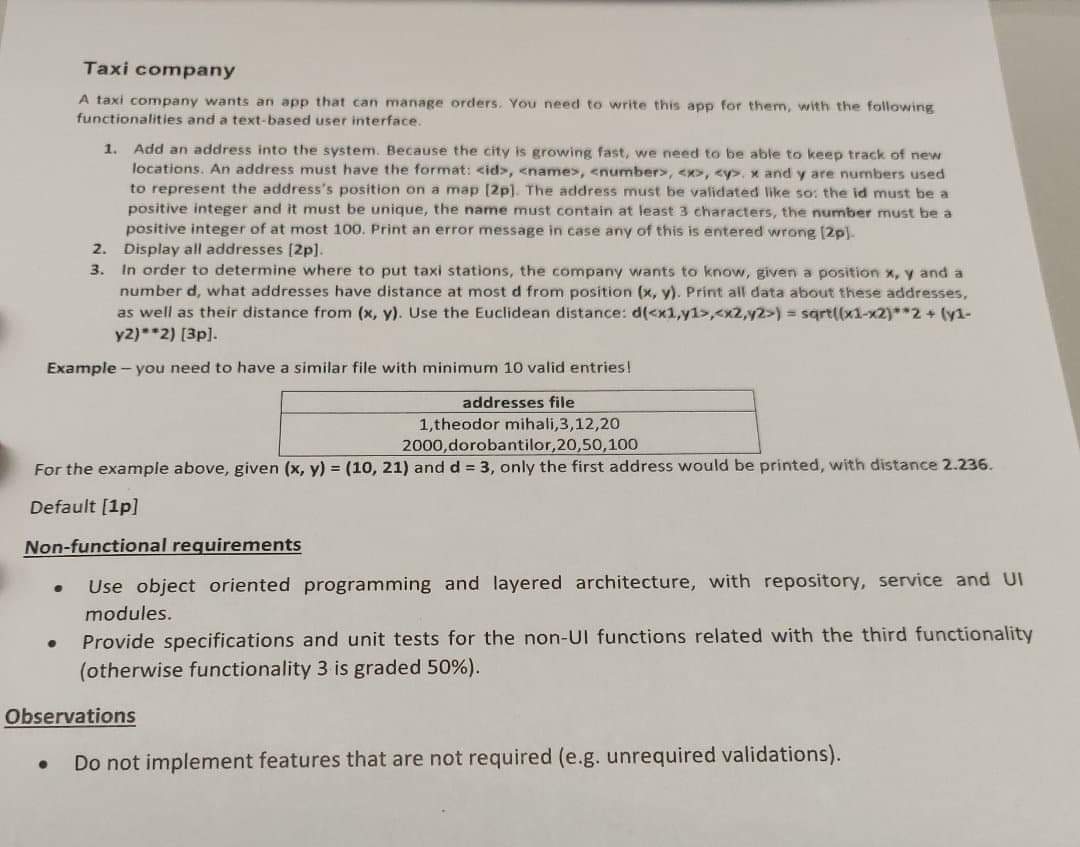 Taxi company
A taxi company wants an app that can manage orders. You need to write this app for them, with the following
functionalities and a text-based user interface.
1. Add an address into the system. Because the city is growing fast, we need to be able to keep track of new
locations. An address must have the format: <id>, <name>, <number>, <x>, <y>. x and y are numbers used
to represent the address's position on a map [2p]. The address must be validated like so: the id must be a
positive integer and it must be unique, the name must contain at least 3 characters, the number must be a
positive integer of at most 100. Print an error message in case any of this is entered wrong [2p].
2. Display all addresses [2p].
3. In order to determine where to put taxi stations, the company wants to know, given a position x, y and a
number d, what addresses have distance at most d from position (x, y). Print all data about these addresses,
as well as their distance from (x, y). Use the Euclidean distance: d(<x1,y1>,<x2,y2>) = sqrt((x1-x2)**2 + (y1-
y2)**2) [3p].
Example – you need to have a similar file with minimum 10 valid entries!
addresses file
1,theodor mihali,3,12,20
2000,dorobantilor,20,50,100
For the example above, given (x, y) = (10, 21) and d = 3, only the first address would be printed, with distance 2.236.
Default [1p]
Non-functional requirements
• Use object oriented programming and layered architecture, with repository, service and UI
modules.
• Provide specifications and unit tests for the non-UI functions related with the third functionality
(otherwise functionality 3 is graded 50%).
Observations
• Do not implement features that are not required (e.g. unrequired validations).